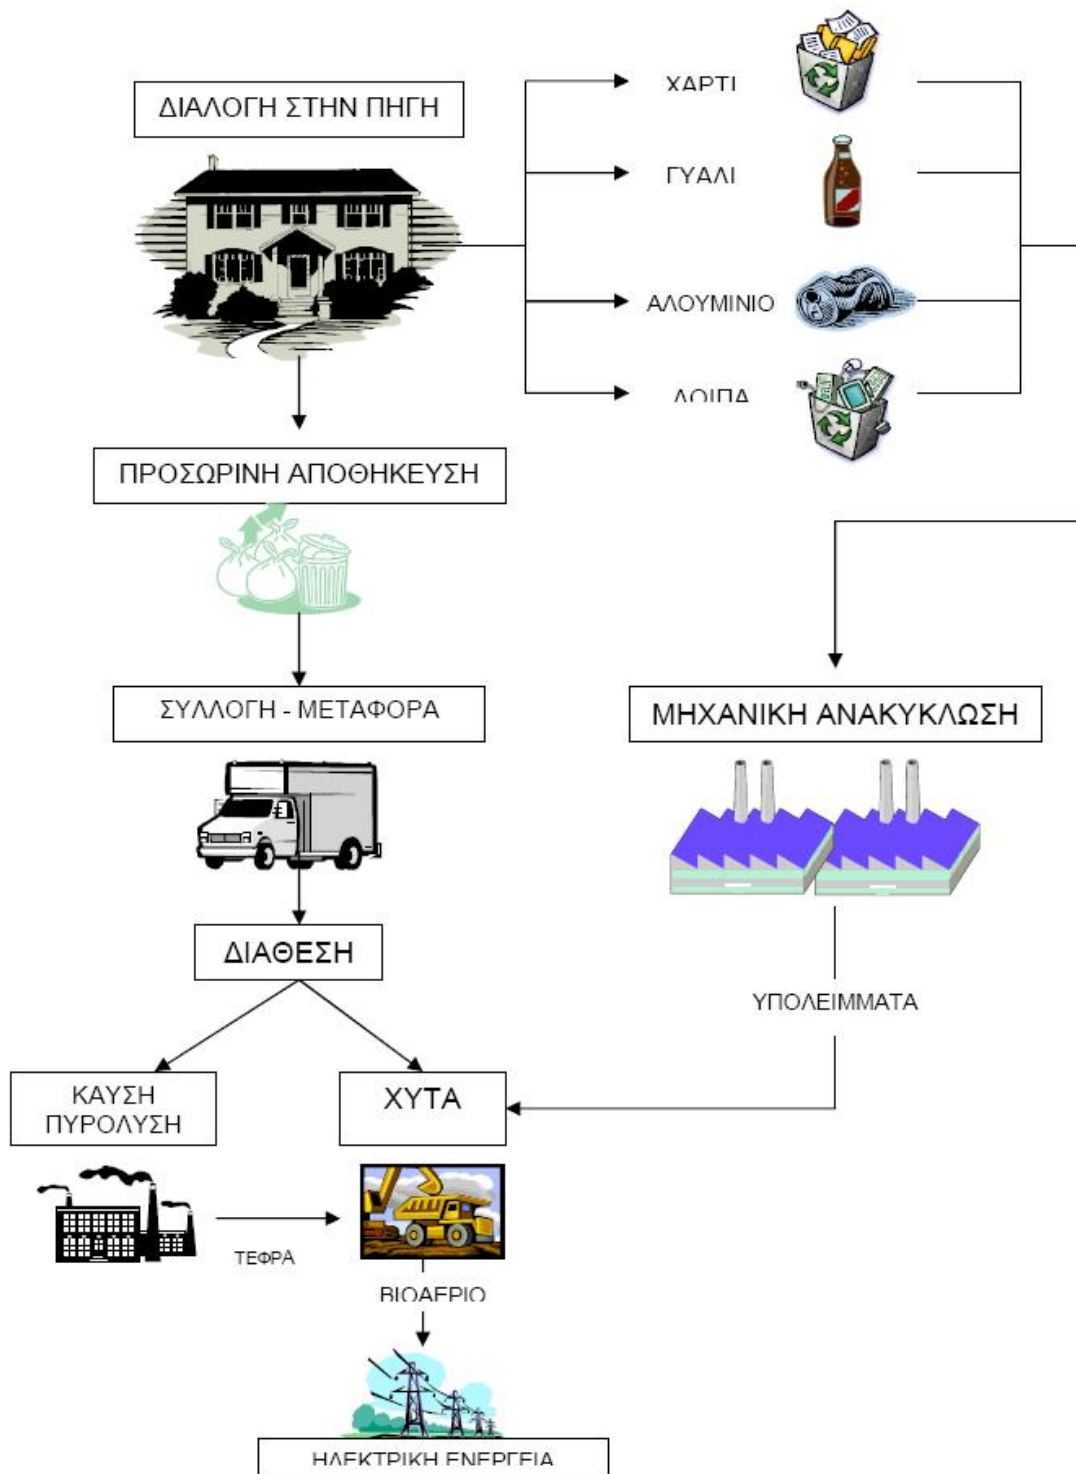 ΔΙΑΛΟΓΗ ΣΤΗΝ ΠΗΓΗ
ΧΑΡΤΙ
ΓΥΑΛΙ
ΑΛΟΥΜΙΝΙΟ
ΛΟΙΠΑ
ΠΡΟΣΩΡΙΝΗ ΑΠΟΘΗΚΕΥΣΗ
ΣΥΛΛΟΓΗ - ΜΕΤΑΦΟΡΑ
ΜΗΧΑΝΙΚΗ ΑΝΑΚΥΚΛΩΣΗ
ΔΙΑΘΕΣΗ
ΥΠΟΛΕΙΜΜΑΤΑ
ΚΑΥΣΗ
ΠΥΡΟΛΥΣΗ
ΧΥΤΑ
ΤΕΦΡΑ
ΒΙΟΑΕΡΙΟ
ΗΛΕΚΤΡΙΚΗ ΕΝΕΡΓΕΙΑ